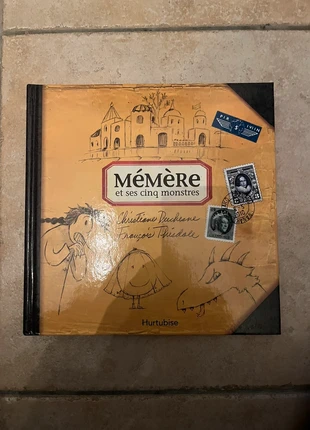 MÉMÈRE
et ses cinq monstres
Christiane Duchesne
François Thisdale
Hurtubise